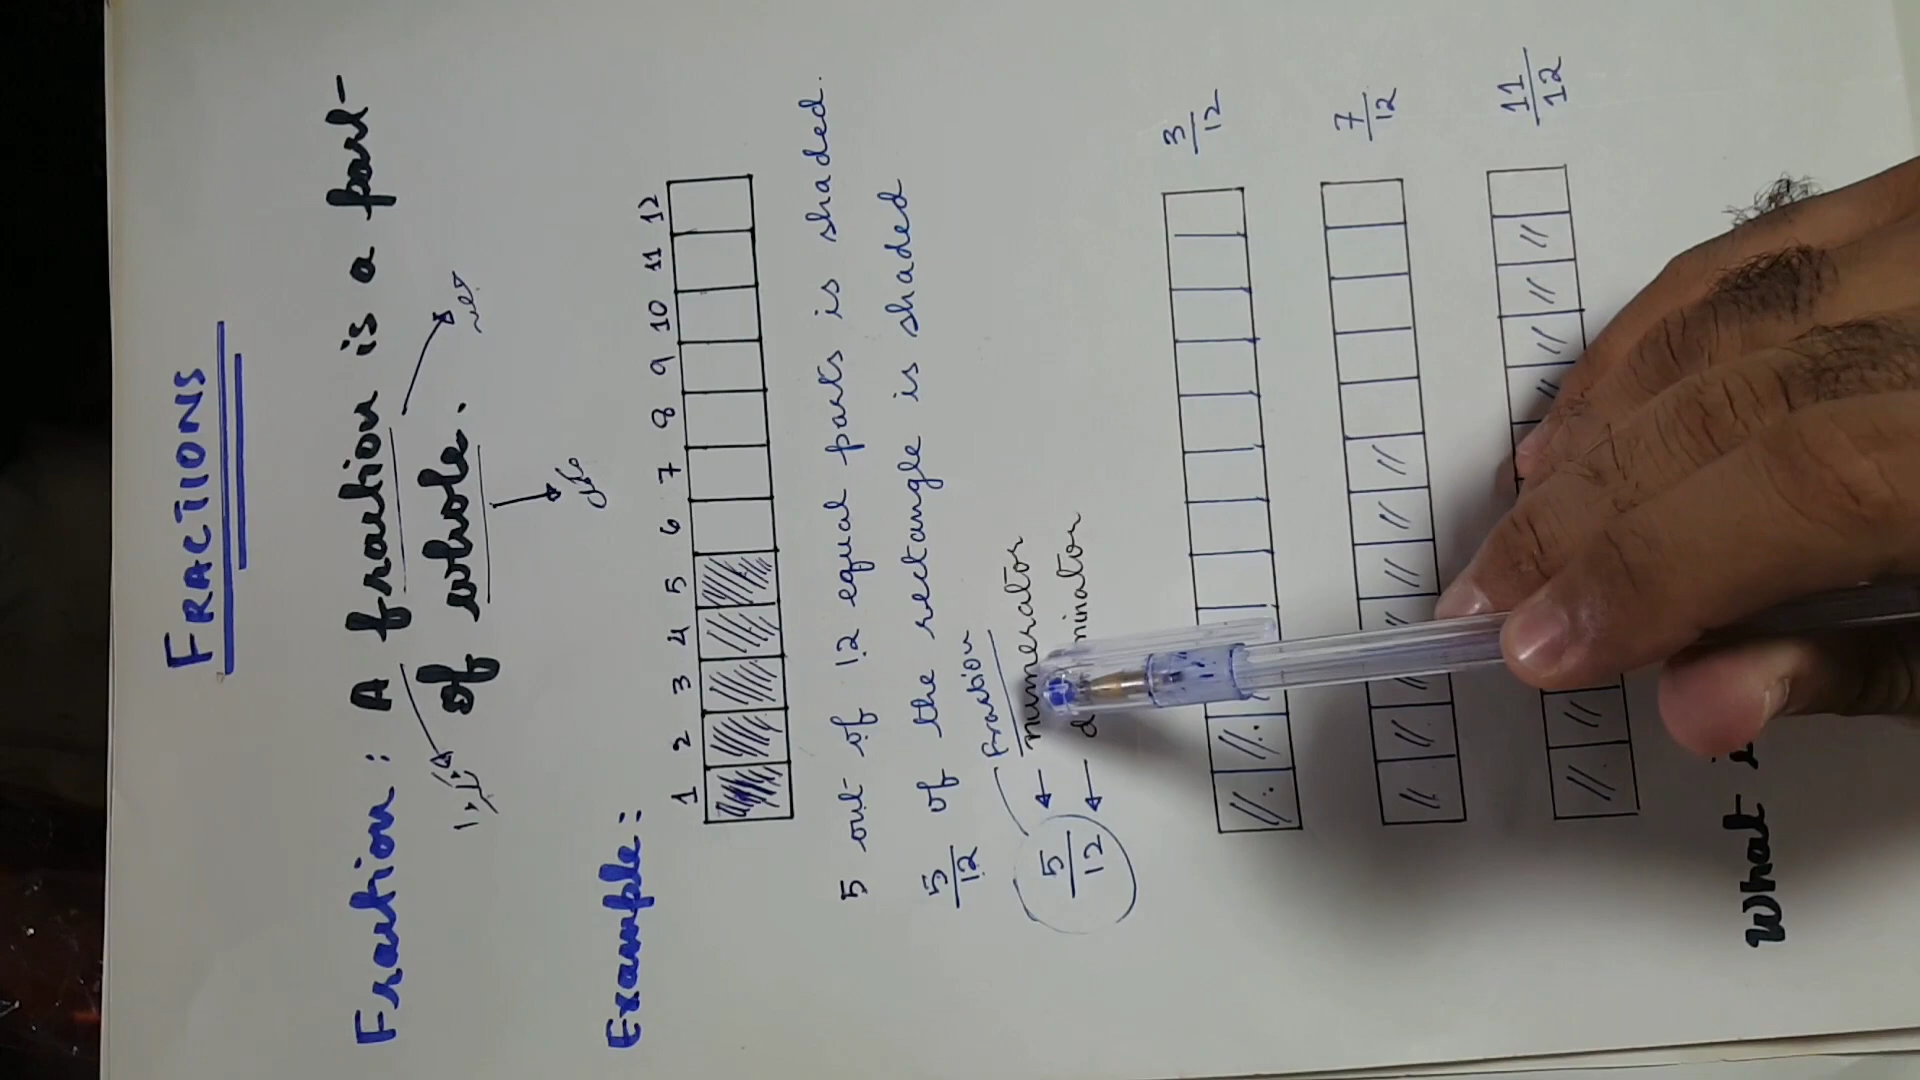 FRACTIONS
Fraction: A fraction is a part
of whole.
Example:
1 2 3 4 5 6 7 8 9 10 11 12
5 out of 12 equal parts is shaded.
5/12 of the rectangle is shaded
fraction
5/12 ← numerator
← d minator
3/12
7/12
11/12
What